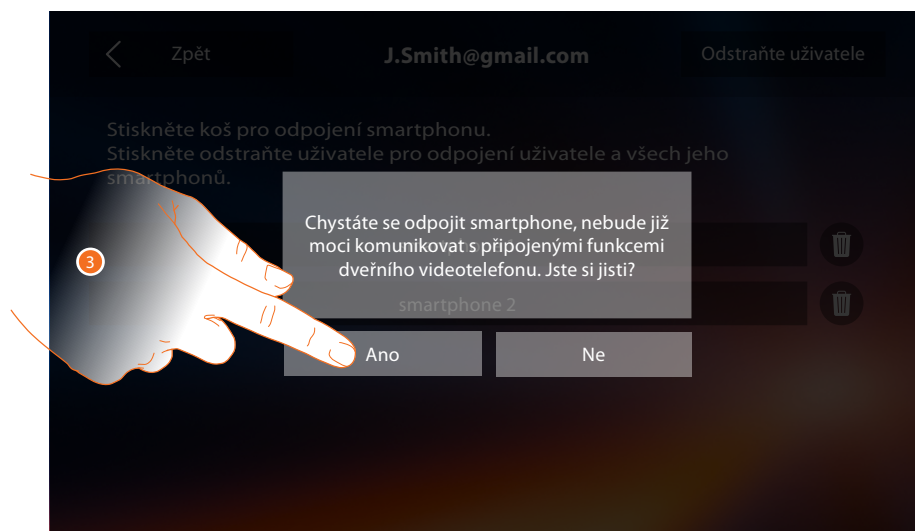 Zpět
J.Smith@gmail.com
Odstraňte uživatele
Stiskněte koš pro odpojení smartphonu.
Stiskněte odstraňte uživatele pro odpojení uživatele a všech jeho
smartphonů.
Chystáte se odpojit smartphone, nebude již
moci komunikovat s připojenými funkcemi
dveřního videotelefonu. Jste si jisti?
3
smartphone 2
Ano
Ne